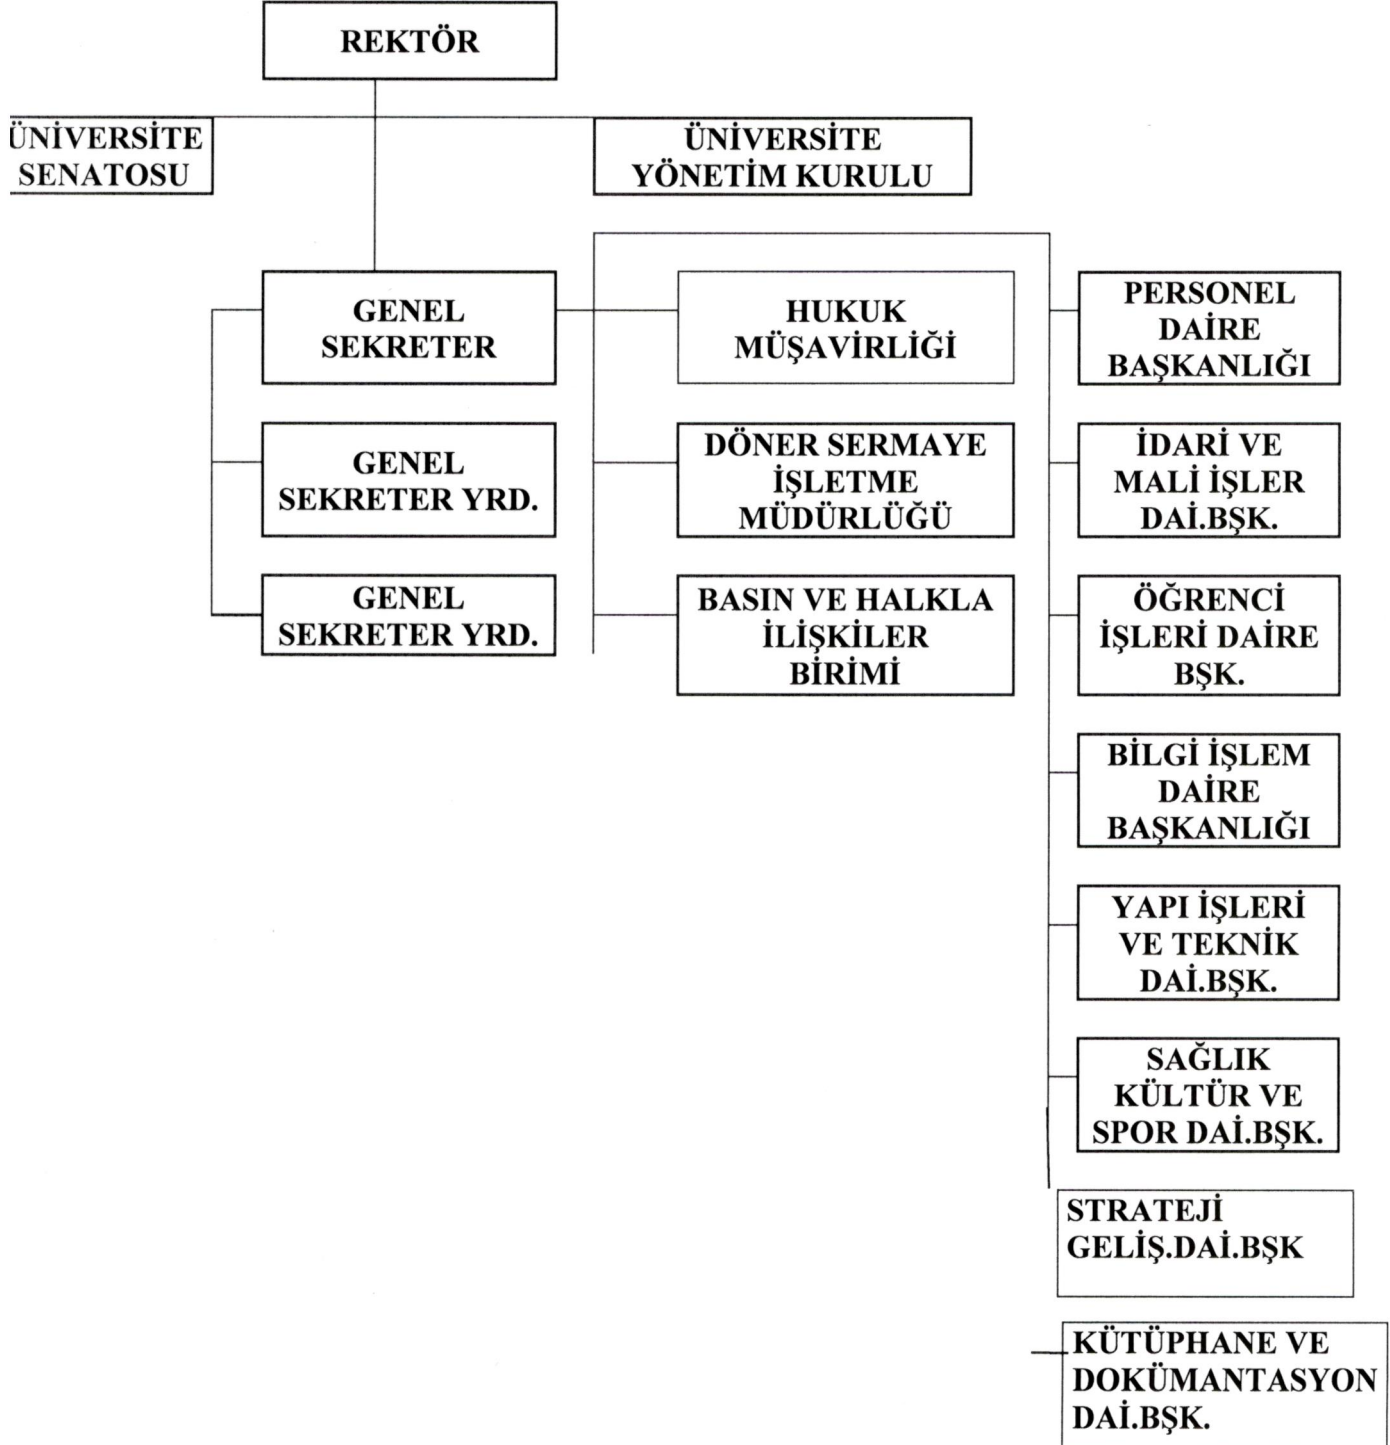 REKTÖR
ÜNİVERSİTE
SENATOSU
ÜNİVERSİTE
YÖNETİM KURULU
GENEL
SEKRETER
HUKUK
MÜŞAVİRLİĞİ
PERSONEL
DAİRE
BAŞKANLIĞI
GENEL
SEKRETER YRD.
DÖNER SERMAYE
İŞLETME
MÜDÜRLÜĞÜ
İDARİ VE
MALİ İŞLER
DAİ.BŞK.
GENEL
SEKRETER YRD.
BASIN VE HALKLA
İLİŞKİLER
BİRİMİ
ÖĞRENCİ
İŞLERİ DAİRE
BŞK.
BİLGİ İŞLEM
DAİRE
BAŞKANLIĞI
YAPI İŞLERİ
VE TEKNİK
DAİ.BŞK.
SAĞLIK
KÜLTÜR VE
SPOR DAİ.BŞK.
STRATEJİ
GELİŞ.DAİ.BŞK
KÜTÜPHANE VE
DOKÜMANTASYON
DAİ.BŞK.